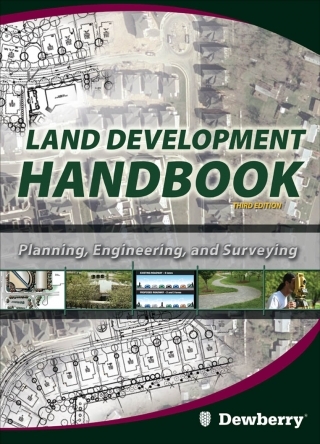 LAND DEVELOPMENT
HANDBOOK
THIRD EDITION
Planning, Engineering, and Surveying
Dewberry